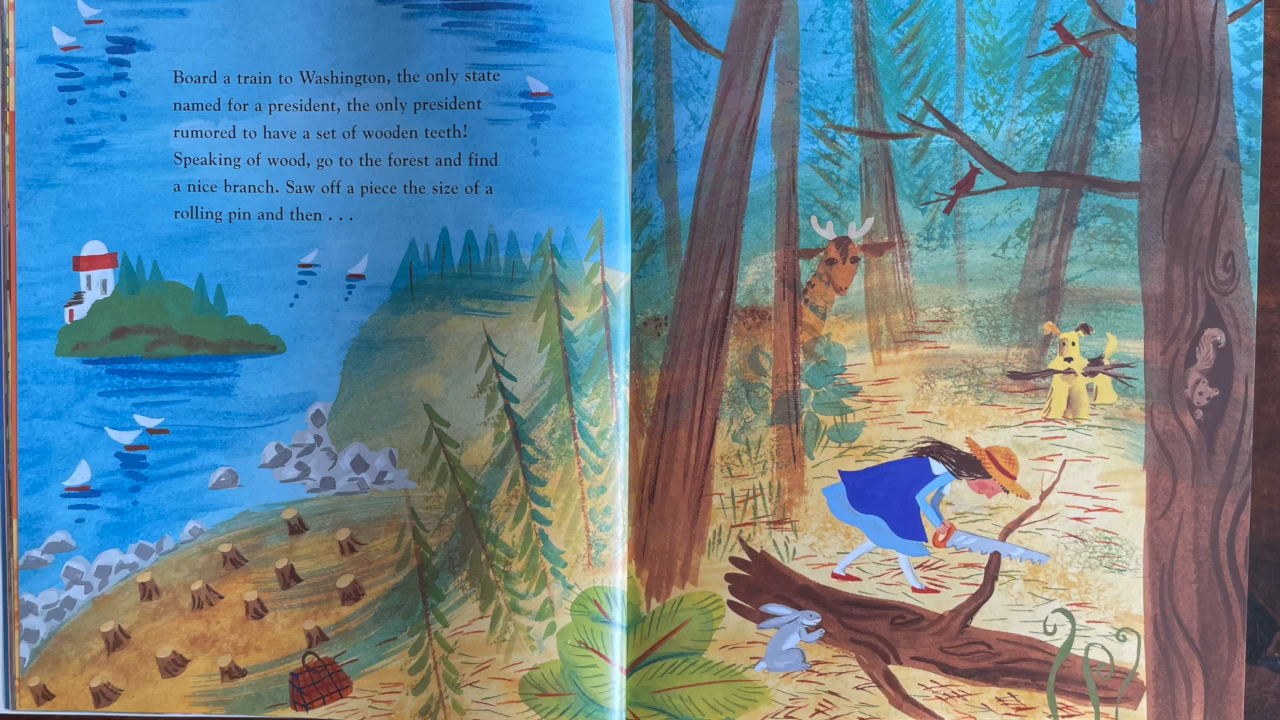 Board a train to Washington, the only state
named for a president, the only president
rumored to have a set of wooden teeth!
Speaking of wood, go to the forest and find
a nice branch. Saw off a piece the size of a
rolling pin and then . . .